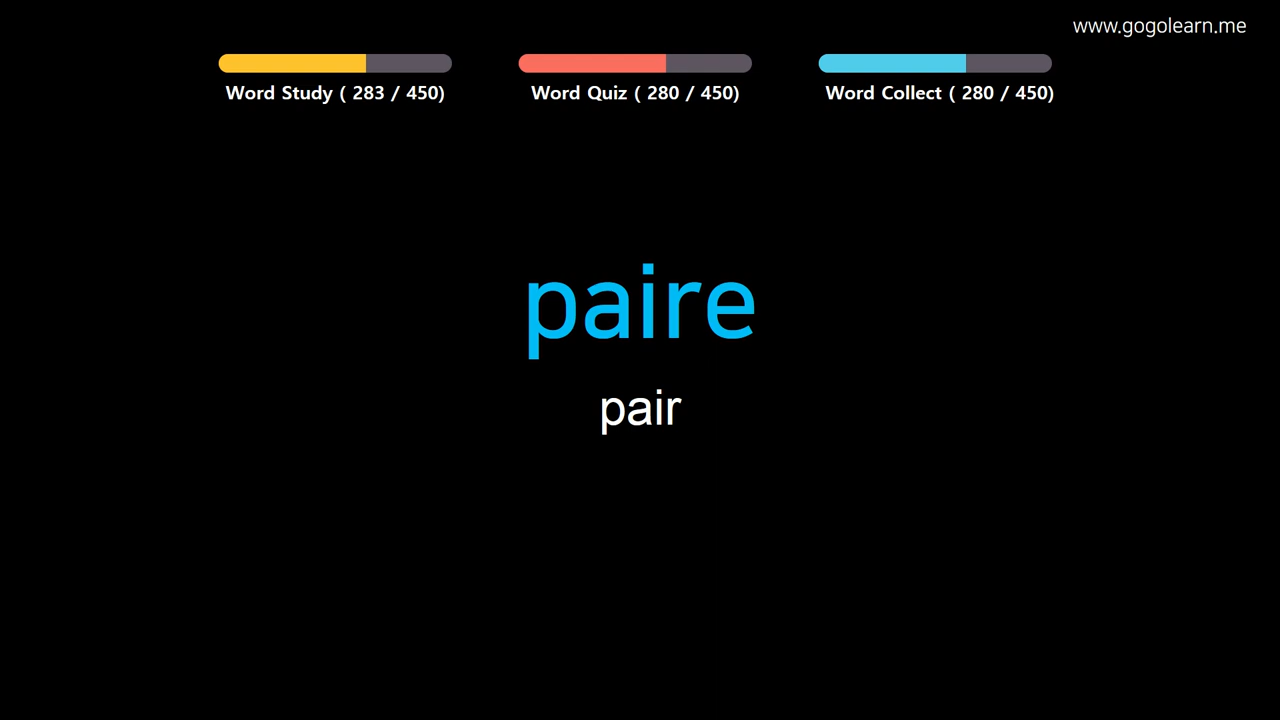 www.gogolearn.me
Word Study ( 283 / 450)
Word Quiz ( 280 / 450)
Word Collect ( 280 / 450)
paire
pair